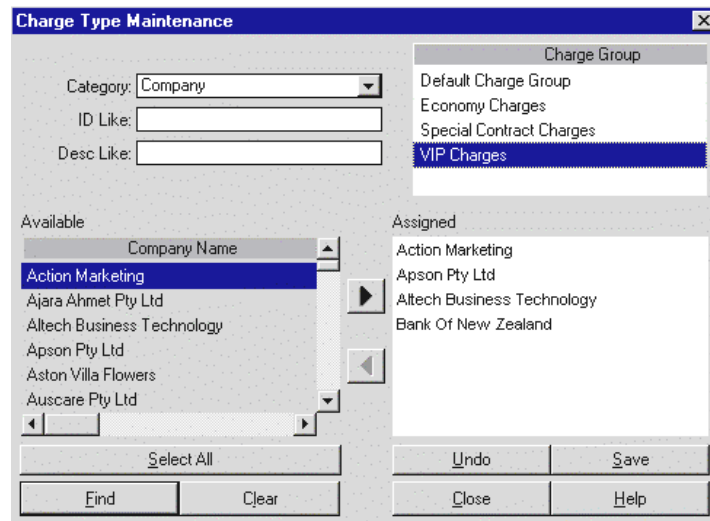 Charge Type Maintenance
Category: Company
ID Like:
Desc Like:
Charge Group
Default Charge Group
Economy Charges
Special Contract Charges
VIP Charges
Available
Company Name
Action Marketing
Ajara Ahmet Pty Ltd
Altech Business Technology
Apson Pty Ltd
Aston Villa Flowers
Auscare Pty Ltd
Assigned
Action Marketing
Apson Pty Ltd
Altech Business Technology
Bank Of New Zealand
Select All
Undo
Save
Find
Clear
Close
Help